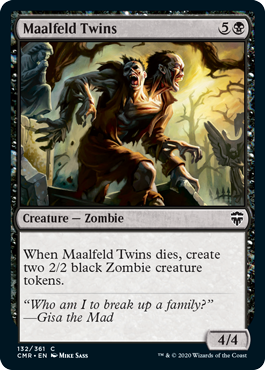 Maalfeld Twins 5
Creature — Zombie
When Maalfeld Twins dies, create
two 2/2 black Zombie creature
tokens.
“Who am I to break up a family?”
—Gisa the Mad
4/4
132/361 C
CMR • EN Mike Sass
™ & © 2020 Wizards of the Coast